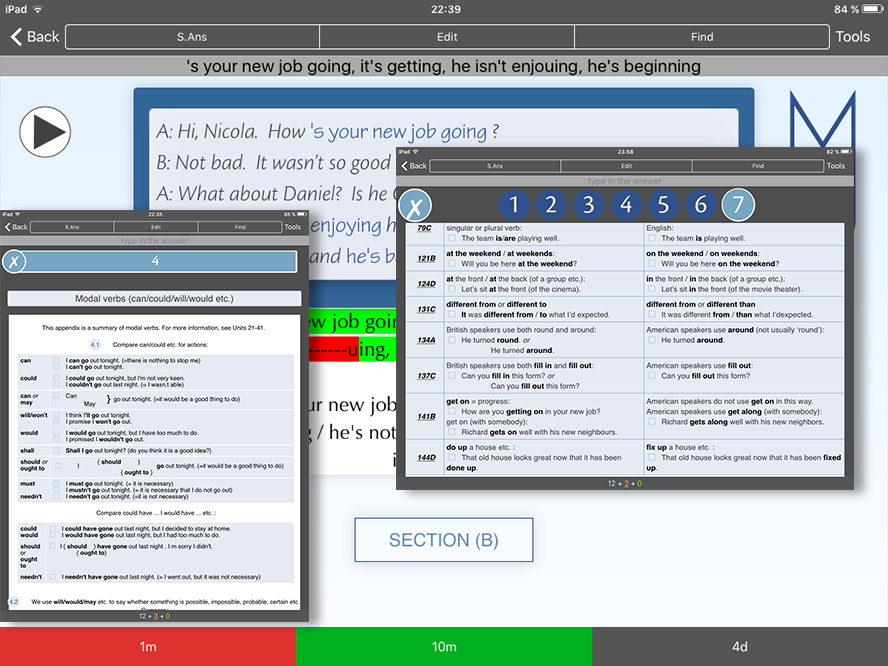 iPad 22:39 84 %
Back S.Ans Edit Find Tools
's your new job going, it's getting, he isn't enjouing, he's beginning
A: Hi, Nicola. How 's your new job going ?
B: Not bad. It wasn't so good
A: What about Daniel? Is he
enjoying h
and he's b
M
ew job goin
-------uing,
ur new job
g / he's not
i
SECTION (B)
1m 10m 4d
iPad 22:35 85 %
Back S.Ans Edit Find Tools
type in the answer
X 4
Modal verbs (can/could/will/would etc.)
This appendix is a summary of modal verbs. For more information, see Units 21-41.
4.1 Compare can/could etc. for actions:
can I can go out tonight. (=there is nothing to stop me)
I can't go out tonight.
could I could go out tonight, but I'm not very keen.
I couldn't go out last night. (= I wasn,t able)
can or may Can May } go out tonight. (=it would be a good thing to do)
will/won't I think I'll go out tonight.
I promise I won't go out.
would I would go out tonight, but I have too much to do.
I promised I wouldn't go out.
shall Shall I go out tonight? (do you think it is a good idea?)
should or ought to I { should } { ought to } go out tonight. (=it would be a good thing to do)
must I must go out tonight. (= it is necessary)
I mustn't go out tonight. (= it is necessary that I do not go out)
needn't I needn't go out tonight. (=it is not necessary)
Compare could have ... I would have ... etc. :
could I could have gone out last night, but I decided to stay at home.
would I would have gone out last night, but I had too much to do.
should or ought to I { should } { ought to} have gone out last night . I m sorry I didn't.
needn't I needn't have gone out last night. (= I went out, but it was not necessary)
4.2 We use will/would/may etc. to say whether something is possible, impossible, probable, certain etc.
12 + 3 + 0
iPad 23:58 82 %
Back S.Ans Edit Find Tools
type in the answer
X 1 2 3 4 5 6 7
79C singular or plural verb: English:
The team is/are playing well. The team is playing well.
121B at the weekend / at weekends: on the weekend / on weekends:
Will you be here at the weekend? Will you be here on the weekend?
124D at the front / at the back (of a group etc.): in the front / in the back (of a group etc.):
Let's sit at the front (of the cinema). Let's sit in the front (of the movie theater).
131C different from or different to different from or different than
It was different from / to what I'd expected. It was different from / than what I'dexpected.
134A British speakers use both round and around: American speakers use around (not usually 'round'):
He turned round. or He turned around.
He turned around.
137C British speakers use both fill in and fill out: American speakers use fill out:
Can you fill in this form? or Can you fill out this form?
Can you fill out this form?
141B get on = progress: American speakers do not use get on in this way.
How are you getting on in your new job? American speakers use get along (with somebody):
get on (with somebody): Richard gets along well with his new neighbors.
Richard gets on well with his new neighbours.
144D do up a house etc. : fix up a house etc. :
That old house looks great now that it has been done up. That old house looks great now that it has been fixed up.
12 + 2 + 0